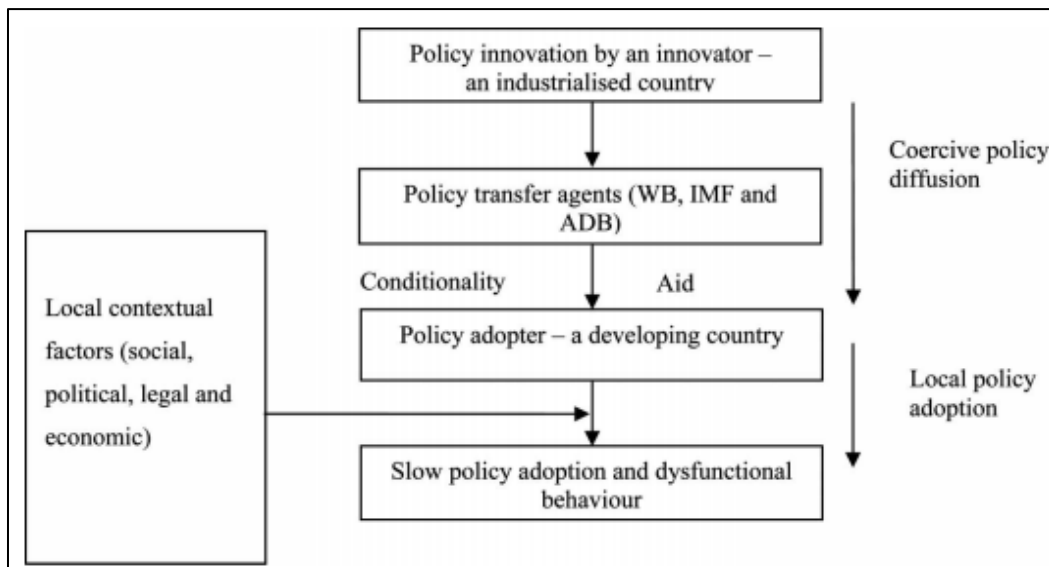 Policy innovation by an innovator –
an industrialised country
Coercive policy
diffusion
Policy transfer agents (WB, IMF and
ADB)
Conditionality
Aid
Local contextual
factors (social,
political, legal and
economic)
Policy adopter – a developing country
Local policy
adoption
Slow policy adoption and dysfunctional
behaviour